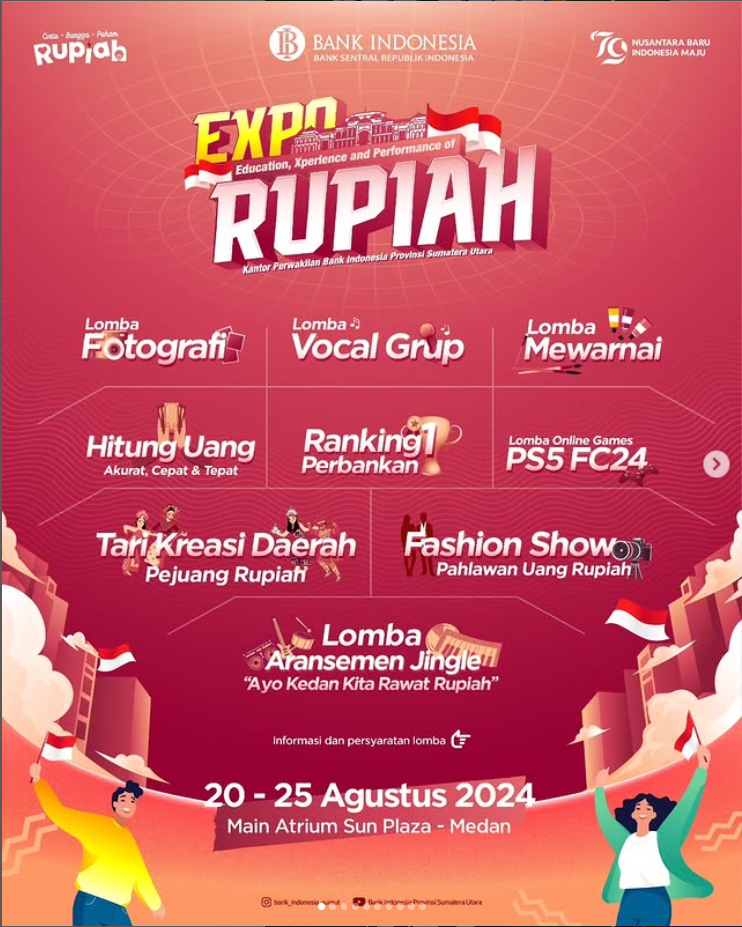 Cinta - Bangga - Paham
Rupiah
BANK INDONESIA
BANK SENTRAL REPUBLIK INDONESIA
79 NUSANTARA BARU
INDONESIA MAJU
EXPO
Education, Xperience and Performance of
RUPIAH
Kantor Perwakilan Bank Indonesia Provinsi Sumatera Utara
Lomba
Fotografi
Lomba
Vocal Grup
Lomba
Mewarnai
Hitung Uang
Akurat, Cepat & Tepat
Ranking 1
Perbankan
Lomba Online Games
PS5 FC24
Tari Kreasi Daerah
Pejuang Rupiah
Fashion Show
Pahlawan Uang Rupiah
Lomba
Aransemen Jingle
“Ayo Kedan Kita Rawat Rupiah”
Informasi dan persyaratan lomba
20 - 25 Agustus 2024
Main Atrium Sun Plaza - Medan
bank_indonesia_sumut
Bank Indonesia Provinsi Sumatera Utara